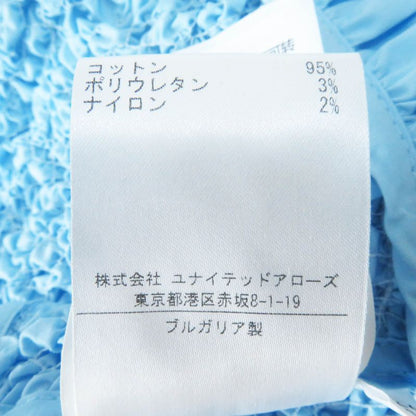 コットン 95%
ポリウレタン 3%
ナイロン 2%
株式会社 ユナイテッドアローズ
東京都港区赤坂8-1-19
ブルガリア製